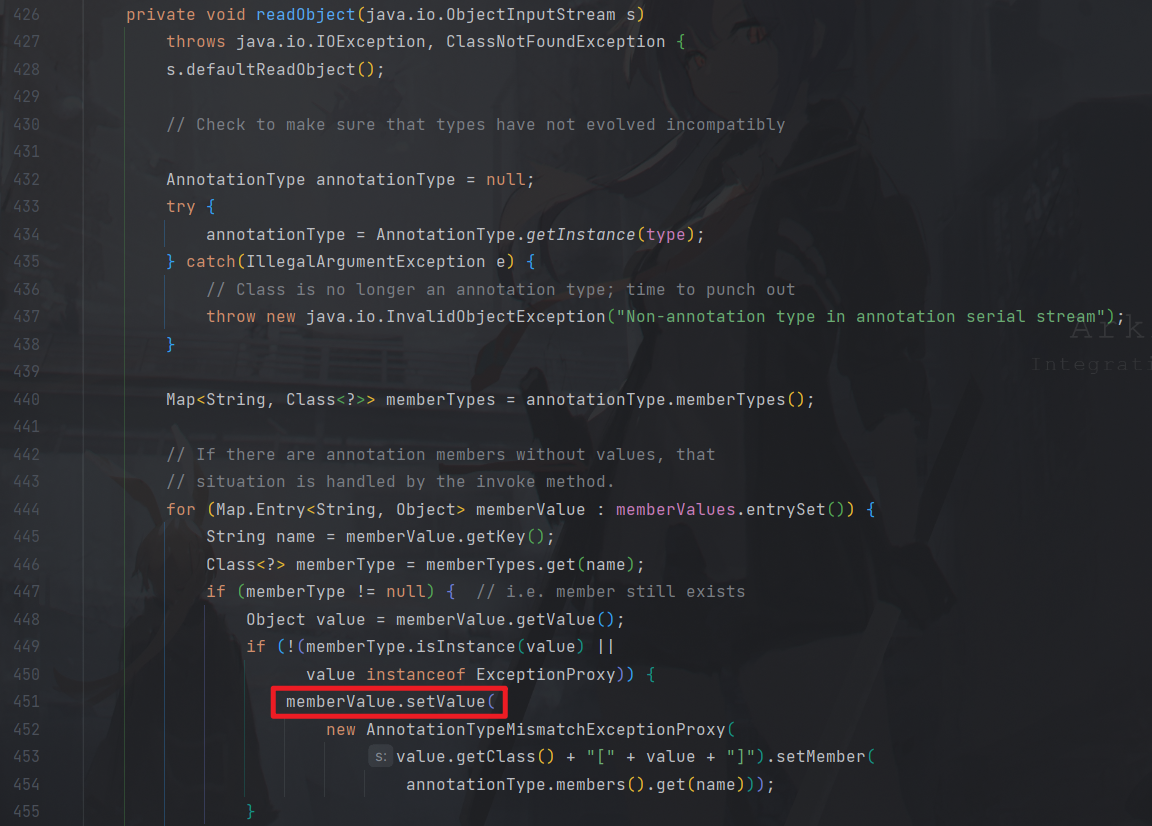 426 private void readObject(java.io.ObjectInputStream s)
427 throws java.io.IOException, ClassNotFoundException {
428 s.defaultReadObject();
429
430 // Check to make sure that types have not evolved incompatibly
431
432 AnnotationType annotationType = null;
433 try {
434 annotationType = AnnotationType.getInstance(type);
435 } catch(IllegalArgumentException e) {
436 // Class is no longer an annotation type; time to punch out
437 throw new java.io.InvalidObjectException("Non-annotation type in annotation serial stream");
Ark
438 }
Integrati
439
440 Map<String, Class<?>> memberTypes = annotationType.memberTypes();
441
442 // If there are annotation members without values, that
443 // situation is handled by the invoke method.
444 for (Map.Entry<String, Object> memberValue : memberValues.entrySet()) {
445 String name = memberValue.getKey();
446 Class<?> memberType = memberTypes.get(name);
447 if (memberType != null) { // i.e. member still exists
448 Object value = memberValue.getValue();
449 if (!(memberType.isInstance(value) ||
450 value instanceof ExceptionProxy)) {
451 memberValue.setValue(
452 new AnnotationTypeMismatchExceptionProxy(
453 s: value.getClass() + "[" + value + "]").setMember(
454 annotationType.members().get(name)));
455 }